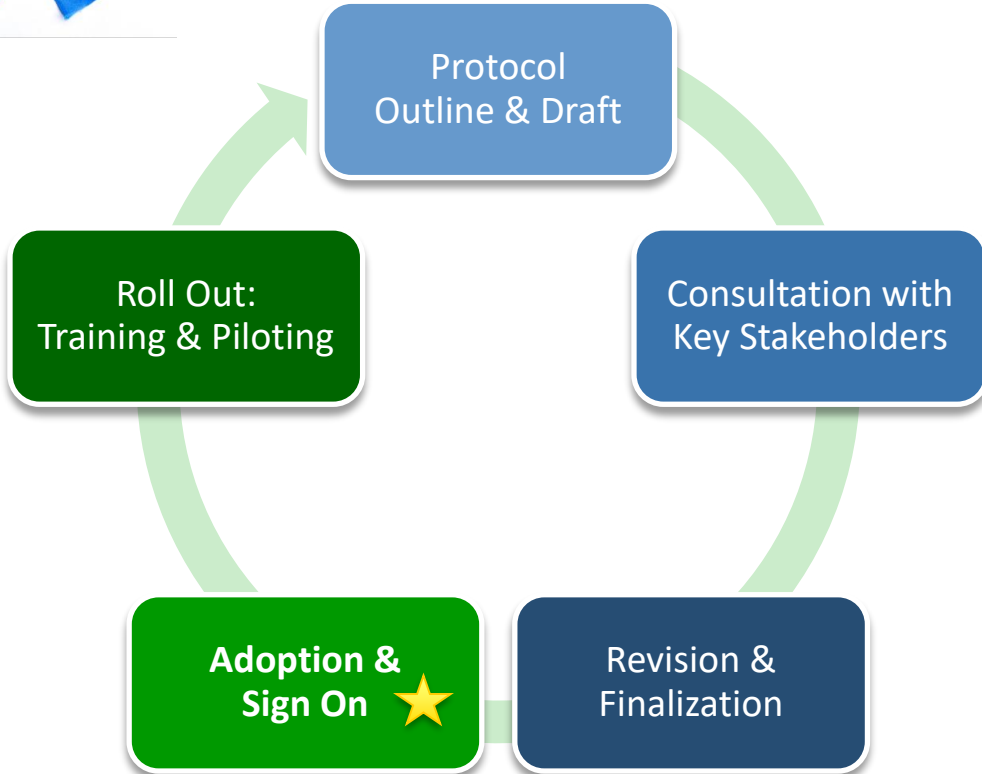 Protocol
Outline & Draft
Consultation with
Key Stakeholders
Revision &
Finalization
Adoption &
Sign On
Roll Out:
Training & Piloting